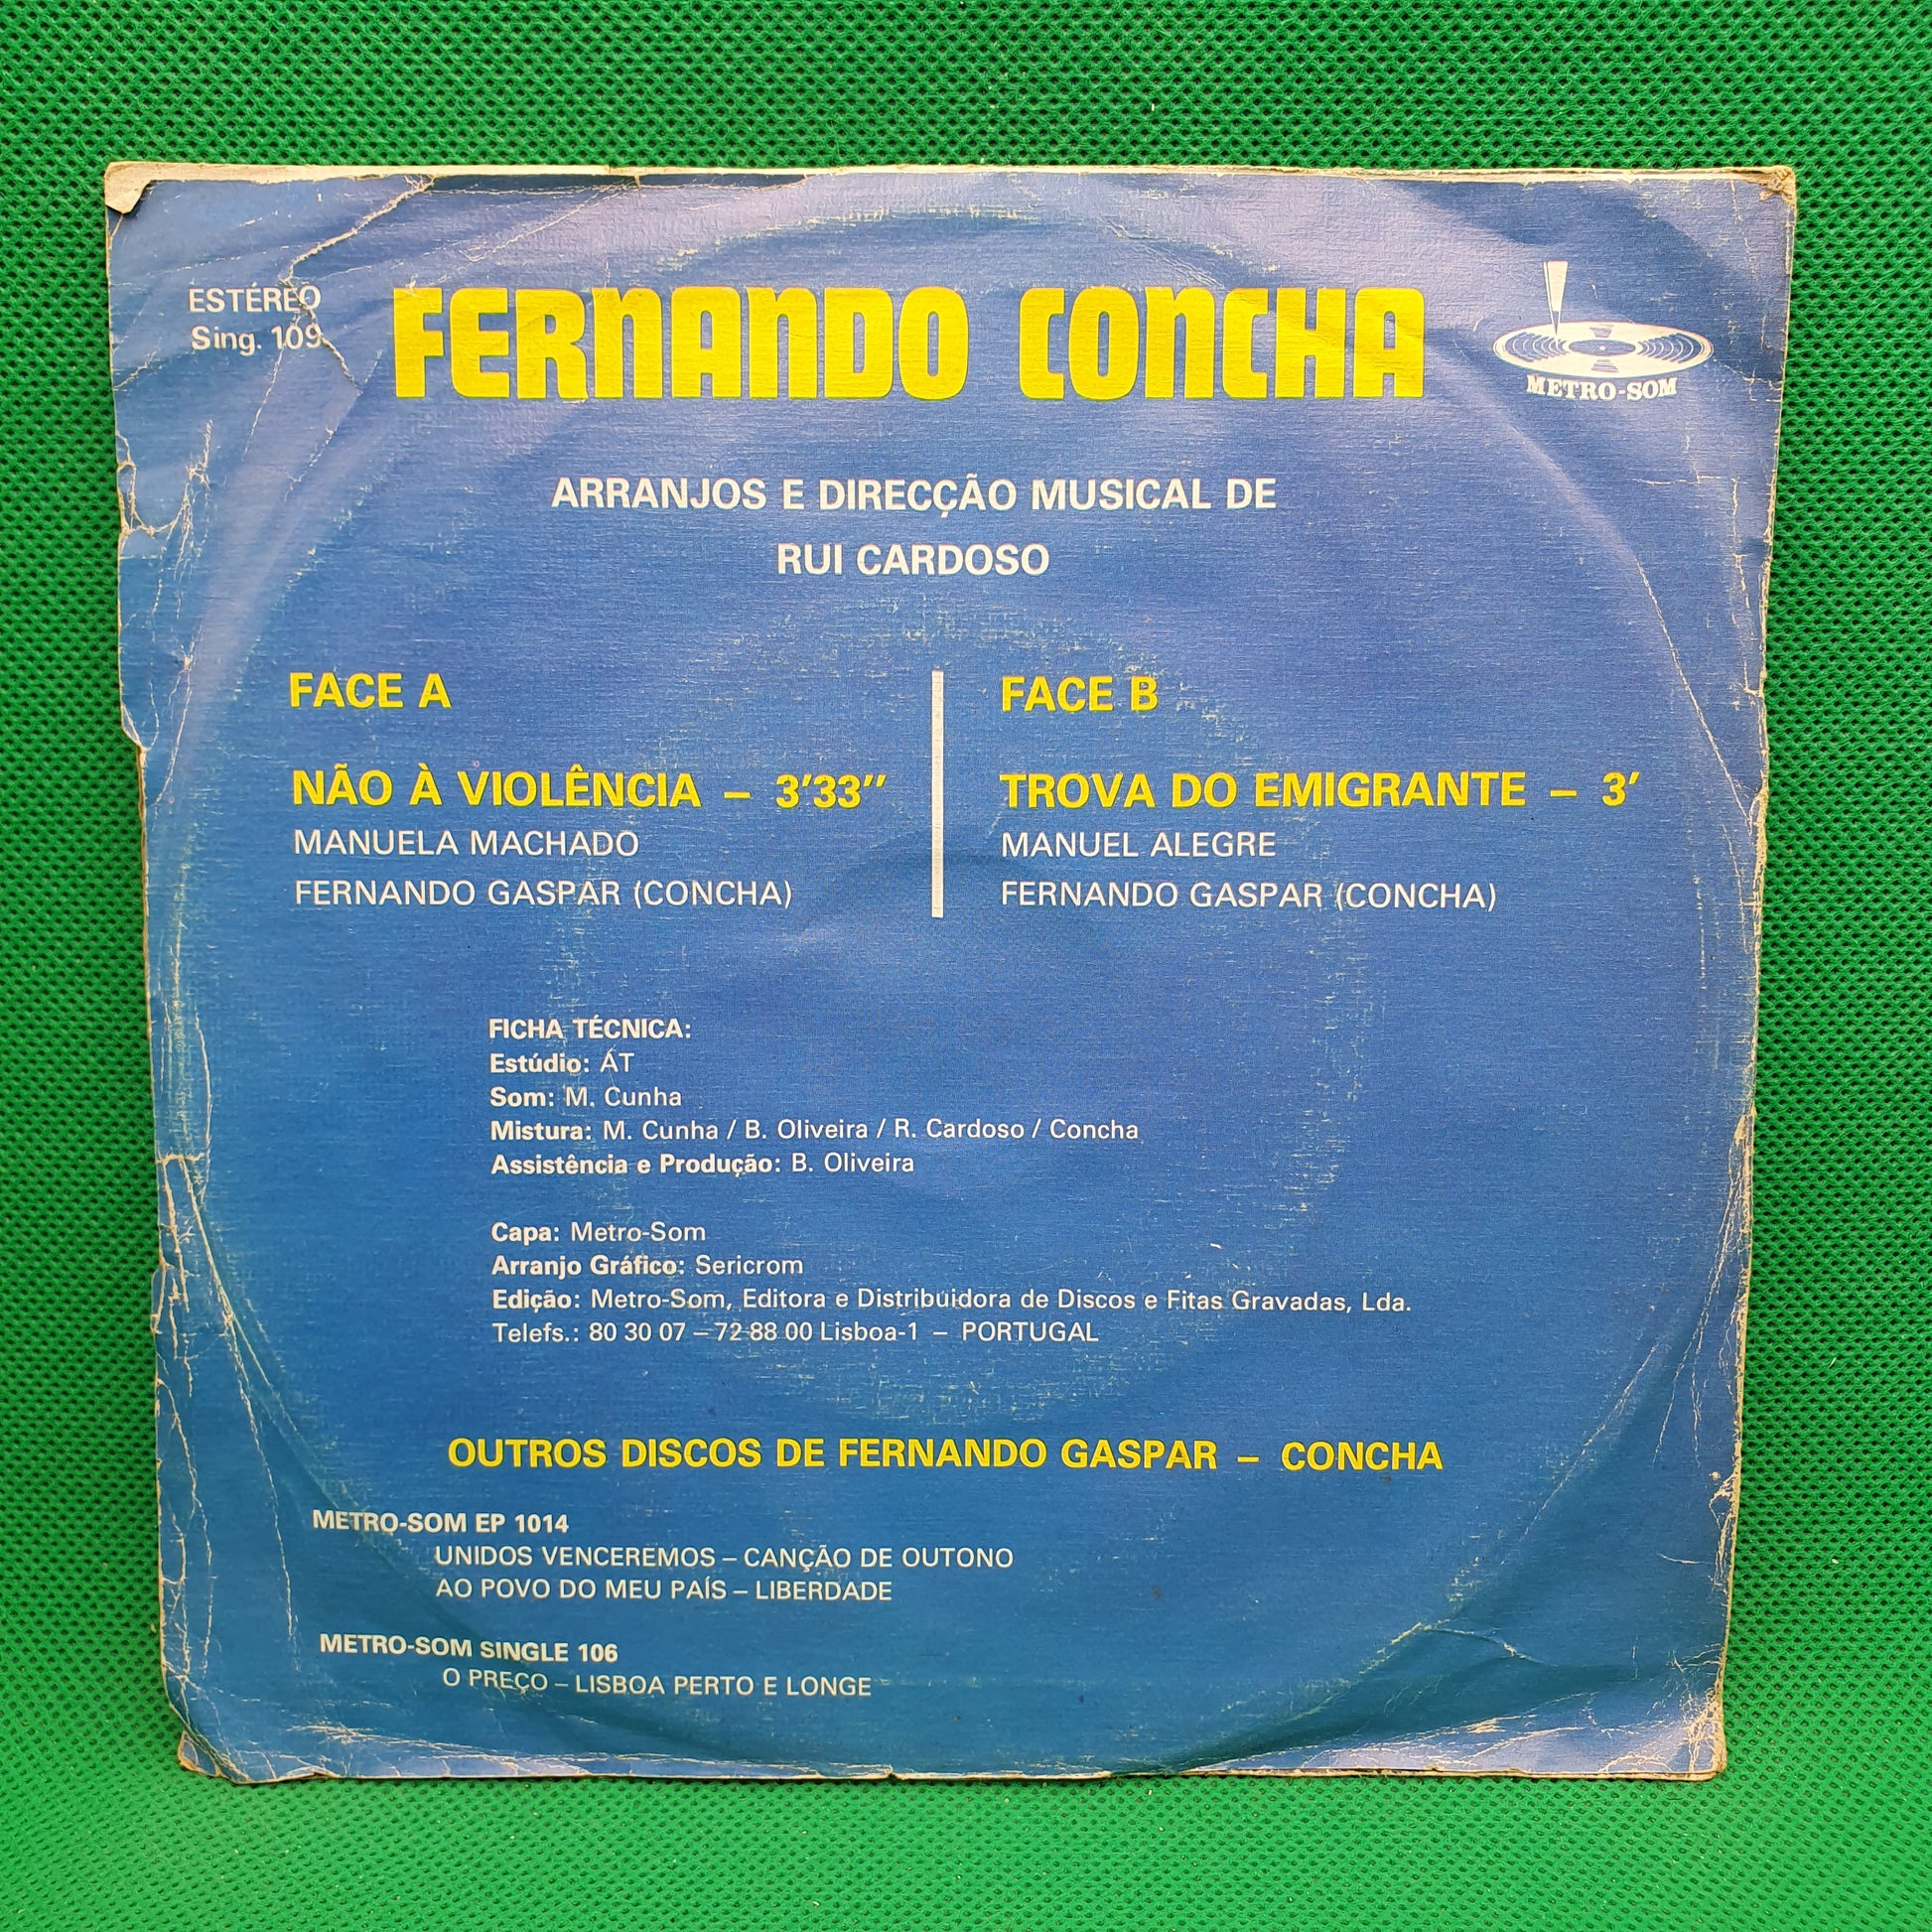 ESTÉREO
Sing. 109
FERNANDO CONCHA
METRO-SOM
ARRANJOS E DIRECÇÃO MUSICAL DE
RUI CARDOSO
FACE A
NÃO À VIOLÊNCIA – 3'33''
MANUELA MACHADO
FERNANDO GASPAR (CONCHA)
FACE B
TROVA DO EMIGRANTE – 3'
MANUEL ALEGRE
FERNANDO GASPAR (CONCHA)
FICHA TÉCNICA:
Estúdio: AT
Som: M. Cunha
Mistura: M. Cunha / B. Oliveira / R. Cardoso / Concha
Assistência e Produção: B. Oliveira
Capa: Metro-Som
Arranjo Gráfico: Sericrom
Edição: Metro-Som, Editora e Distribuidora de Discos e Fitas Gravadas, Lda.
Telefs.: 80 30 07 – 72 88 00 Lisboa-1 – PORTUGAL
OUTROS DISCOS DE FERNANDO GASPAR – CONCHA
METRO-SOM EP 1014
UNIDOS VENCEREMOS – CANÇÃO DE OUTONO
AO POVO DO MEU PAÍS – LIBERDADE
METRO-SOM SINGLE 106
O PREÇO – LISBOA PERTO E LONGE